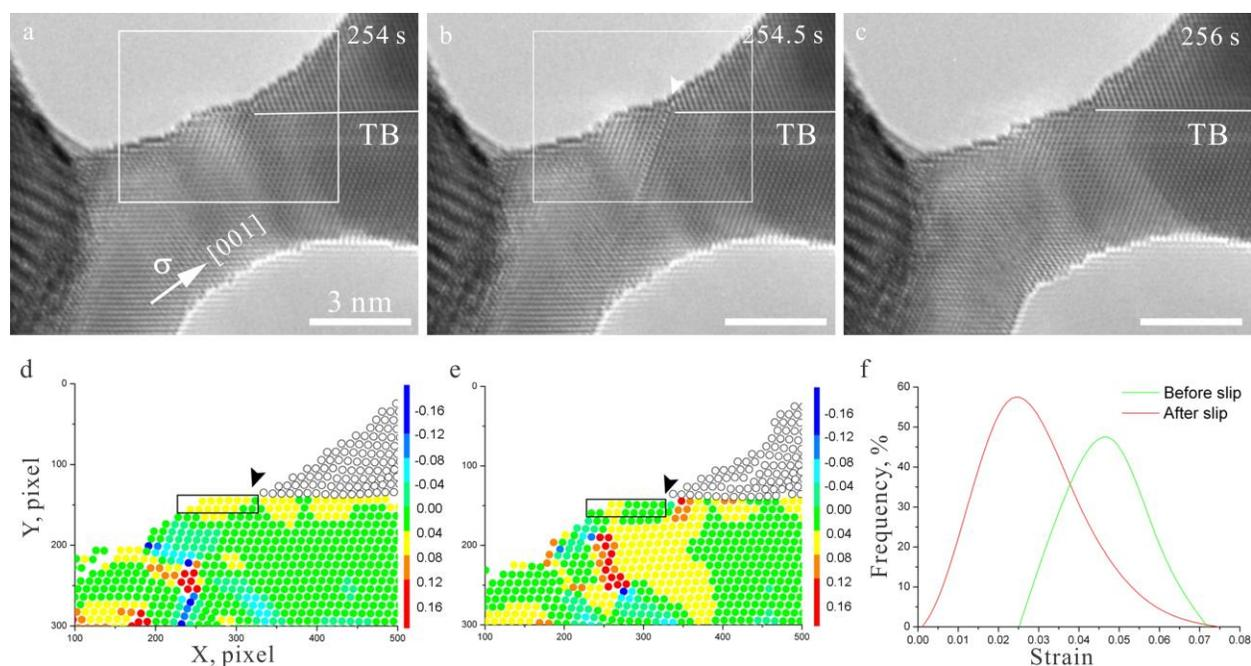 a 254 s
TB
σ [001]
3 nm
b 254.5 s
TB
c 256 s
TB
d
0
100
200
300
100 200 300 400 500
X, pixel
Y, pixel
-0.16
-0.12
-0.08
-0.04
0.00
0.04
0.08
0.12
0.16
e
0
100
200
300
100 200 300 400 500
-0.16
-0.12
-0.08
-0.04
0.00
0.04
0.08
0.12
0.16
f
Before slip
After slip
Frequency, %
60
50
40
30
20
10
0
0.00 0.01 0.02 0.03 0.04 0.05 0.06 0.07 0.08
Strain